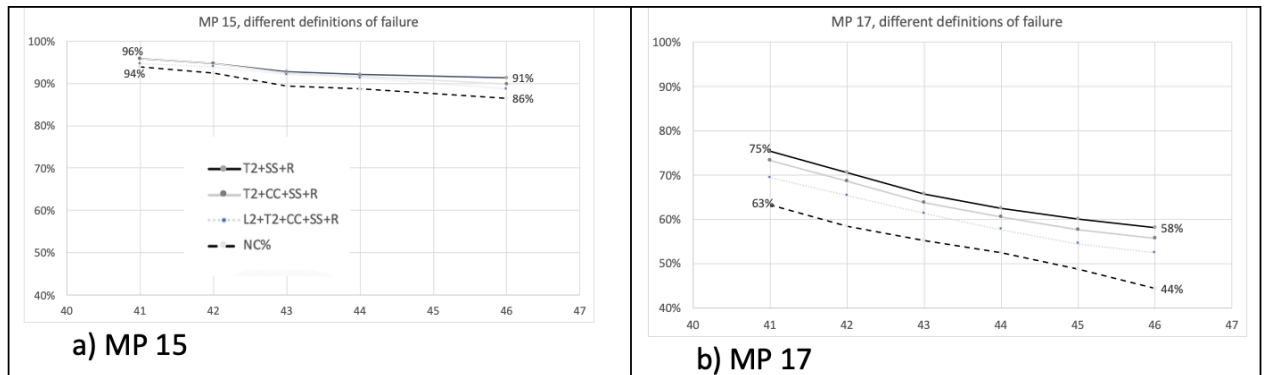 MP 15, different definitions of failure
100%
90%
80%
70%
60%
50%
40%
96%
94%
91%
86%
T2+SS+R
T2+CC+SS+R
L2+T2+CC+SS+R
NC%
40 41 42 43 44 45 46 47
a) MP 15
MP 17, different definitions of failure
100%
90%
80%
70%
60%
50%
40%
75%
63%
58%
44%
40 41 42 43 44 45 46 47
b) MP 17